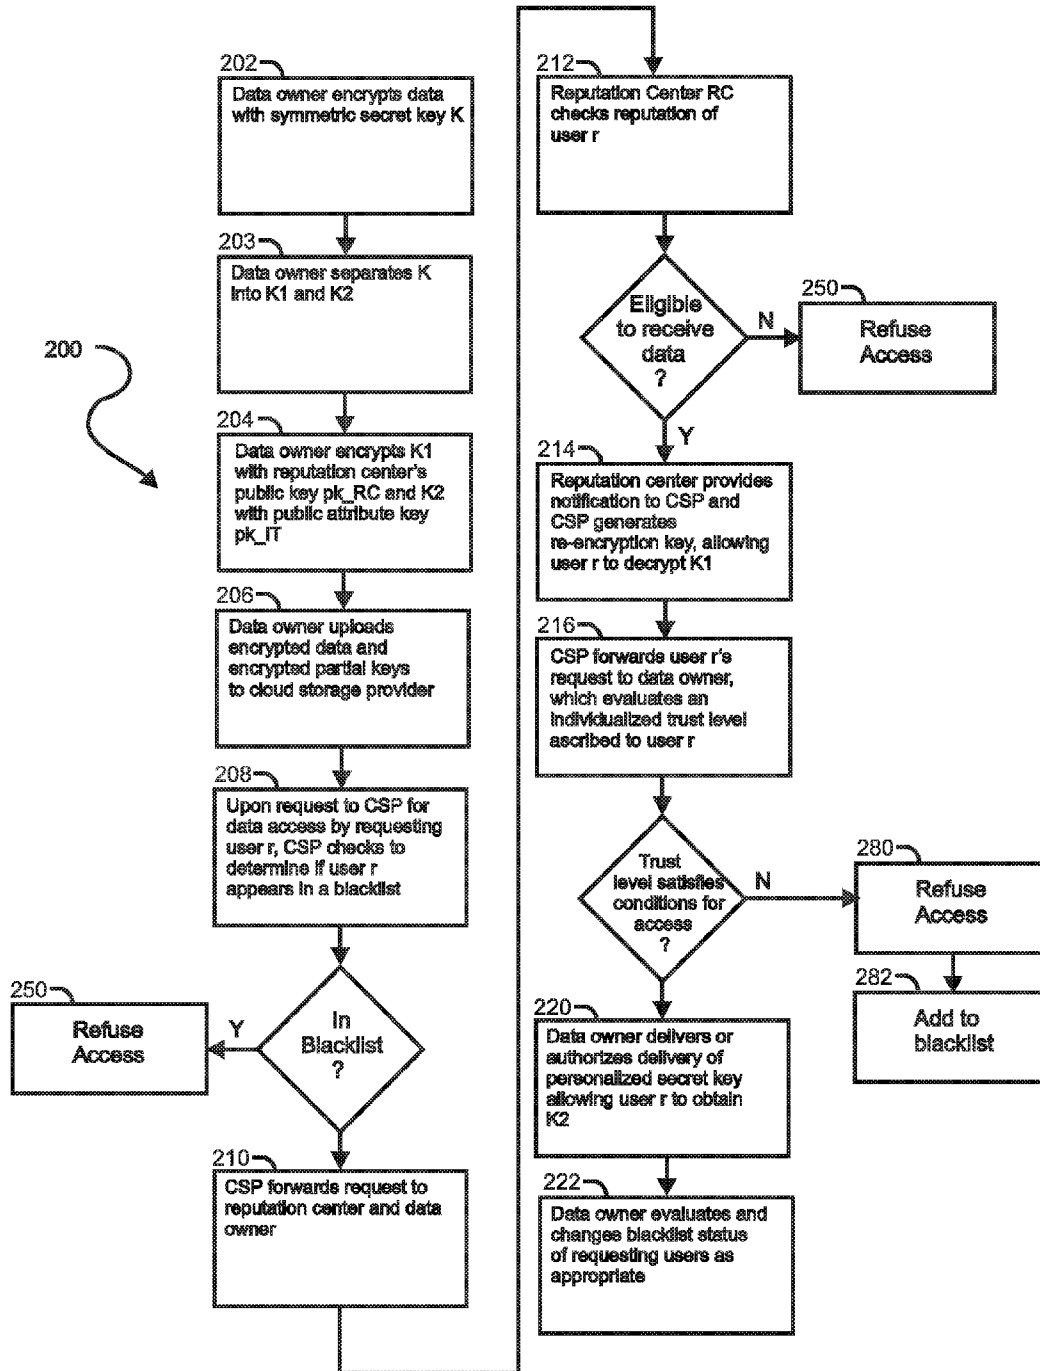 202
Data owner encrypts data
with symmetric secret key K
203
Data owner separates K
into K1 and K2
200
204
Data owner encrypts K1
with reputation center's
public key pk_RC and K2
with public attribute key
pk_IT
206
Data owner uploads
encrypted data and
encrypted partial keys
to cloud storage provider
208
Upon request to CSP for
data access by requesting
user r, CSP checks to
determine if user r
appears in a blacklist
In
Blacklist
?
Y
250
Refuse
Access
210
CSP forwards request to
reputation center and data
owner
212
Reputation Center RC
checks reputation of
user r
Eligible
to receive
data
?
N
250
Refuse
Access
Y
214
Reputation center provides
notification to CSP and
CSP generates
re-encryption key, allowing
user r to decrypt K1
216
CSP forwards user r's
request to data owner,
which evaluates an
individualized trust level
ascribed to user r
Trust
level satisfies
conditions for
access
?
N
280
Refuse
Access
282
Add to
blacklist
220
Data owner delivers or
authorizes delivery of
personalized secret key
allowing user r to obtain
K2
222
Data owner evaluates and
changes blacklist status
of requesting users as
appropriate